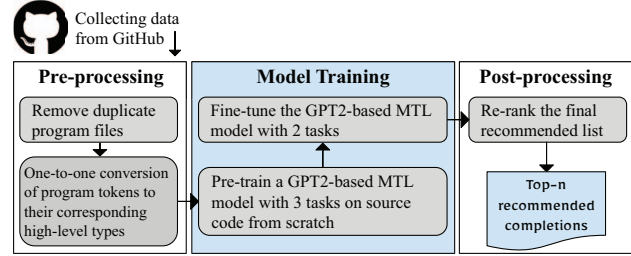 Collecting data
from GitHub
Pre-processing
Remove duplicate
program files
One-to-one conversion
of program tokens to
their corresponding
high-level types
Model Training
Fine-tune the GPT2-based MTL
model with 2 tasks
Pre-train a GPT2-based MTL
model with 3 tasks on source
code from scratch
Post-processing
Re-rank the final
recommended list
Top-n
recommended
completions